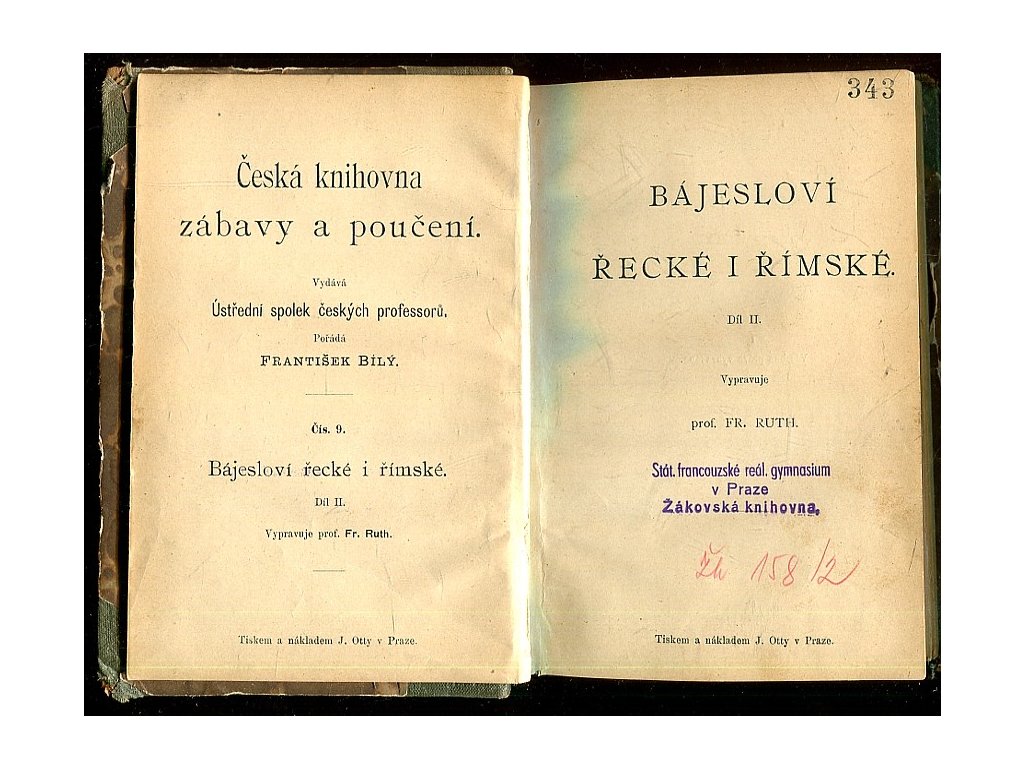 Česká knihovna
zábavy a poučení.
Vydává
Ústřední spolek českých professorů.
Pořádá
František Bílý.
Čís. 9.
Bájesloví řecké i římské.
Díl II.
Vypravuje prof. Fr. Ruth.
Tiskem a nákladem J. Otty v Praze.
343
BÁJESLOVÍ
ŘECKÉ I ŘÍMSKÉ.
Díl II.
Vypravuje
prof. FR. RUTH.
Stát. francouzské reál. gymnasium
v Praze
Žákovská knihovna.
158/2
Tiskem a nákladem J. Otty v Praze.